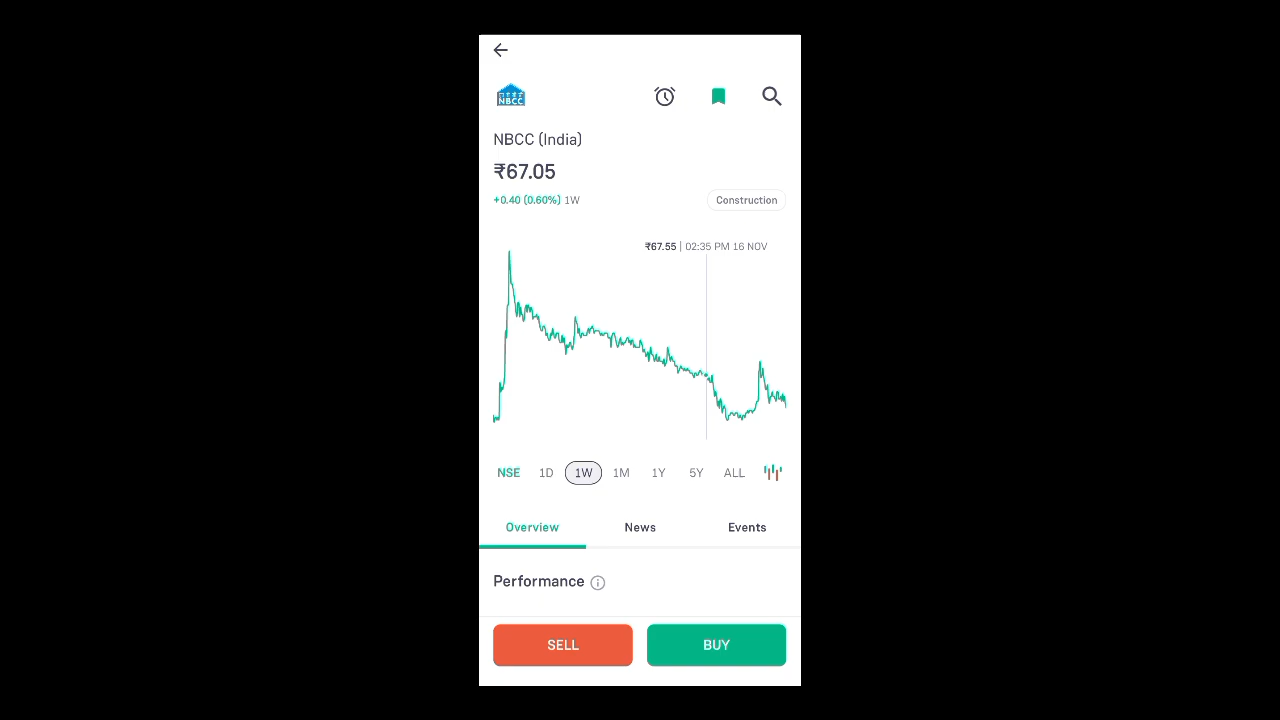 NBCC
NBCC (India)
₹67.05
+0.40 (0.60%) 1W
Construction
₹67.55 | 02:35 PM 16 NOV
NSE 1D 1W 1M 1Y 5Y ALL
Overview News Events
Performance
SELL BUY